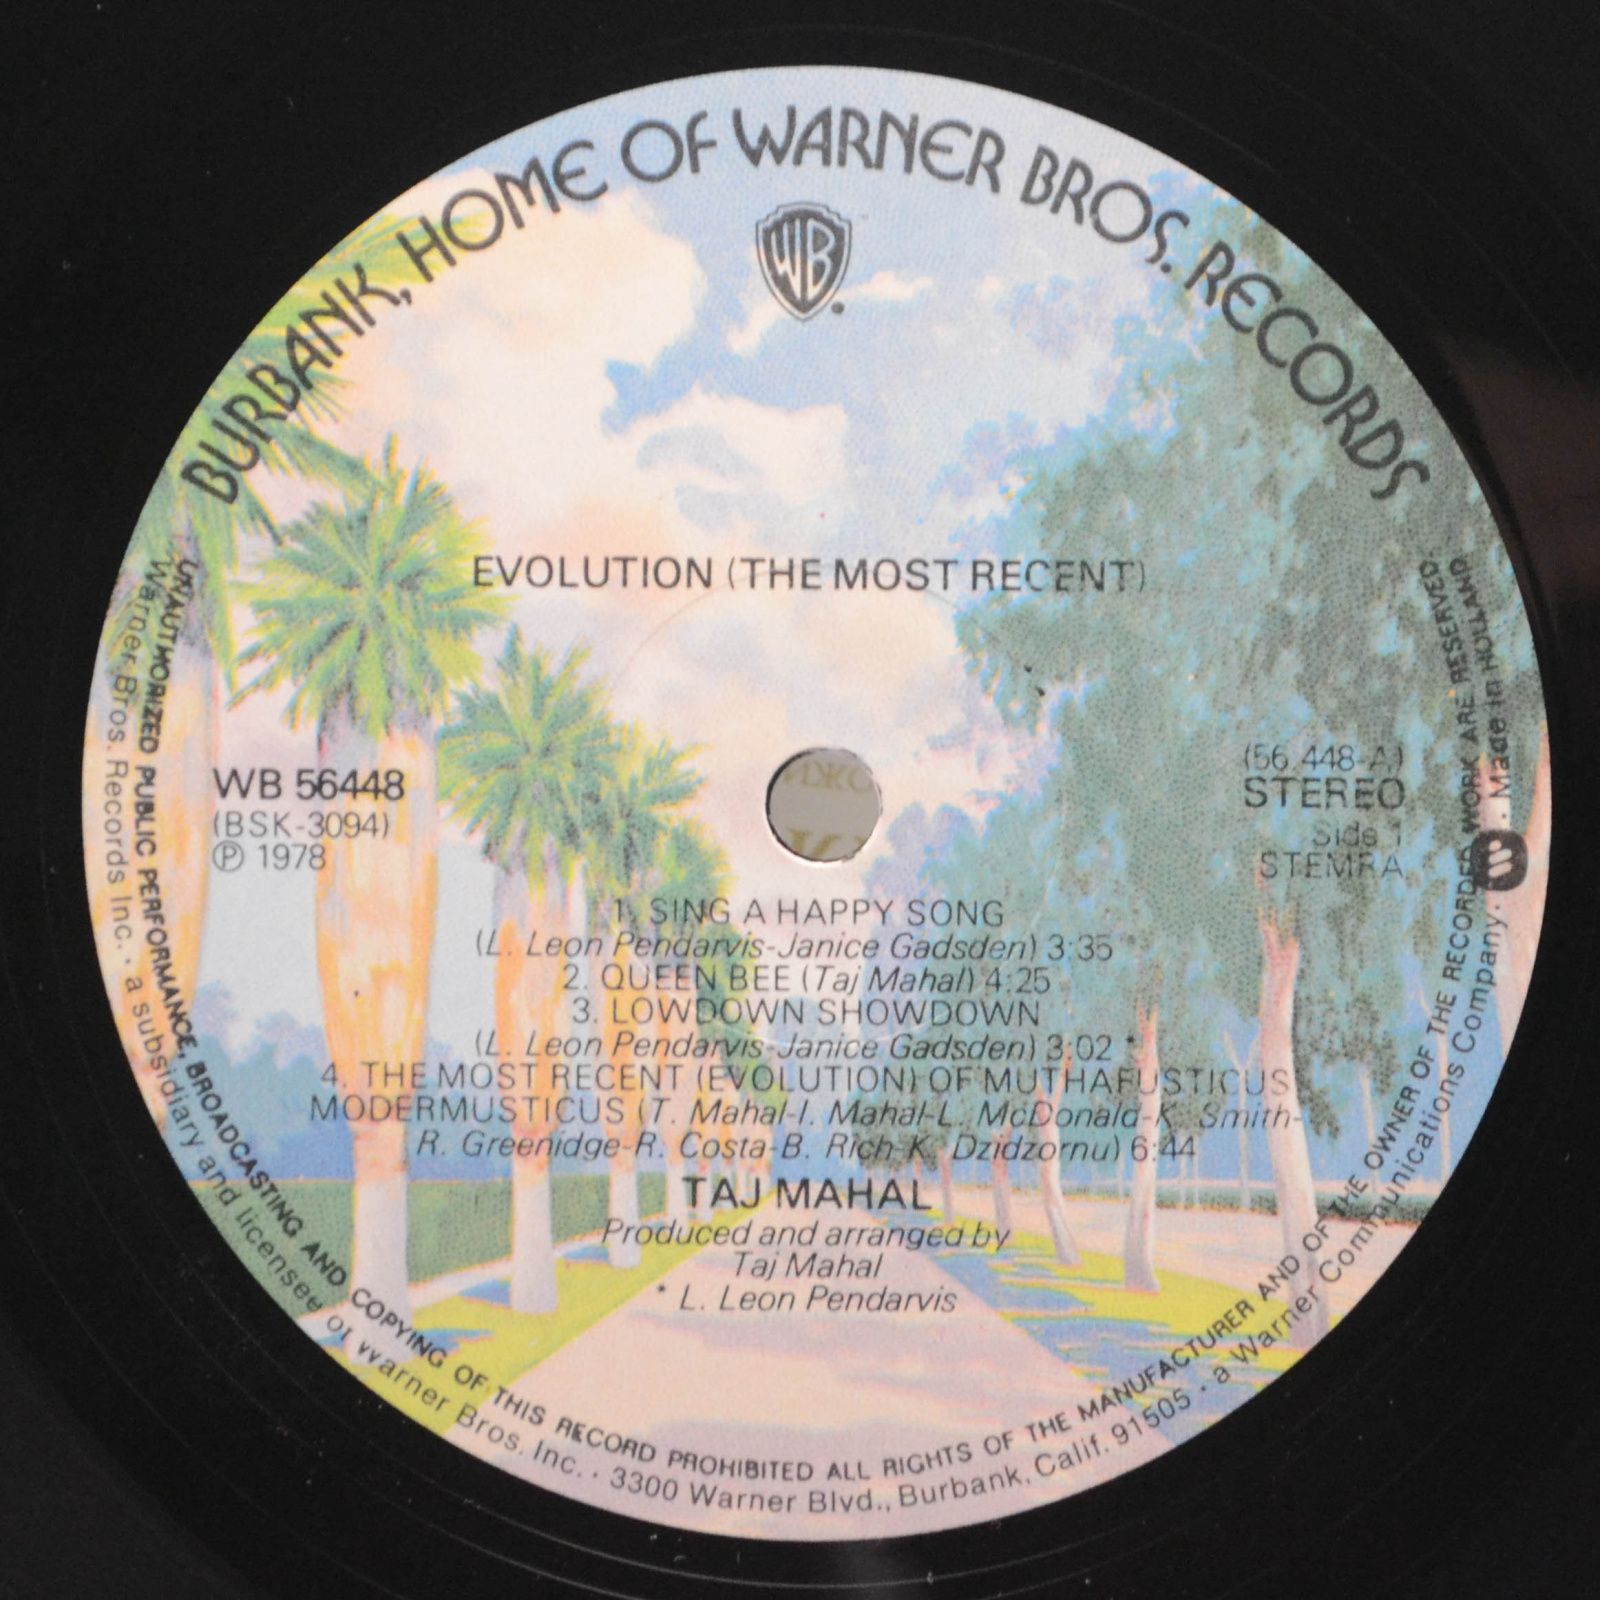 BURBANK, HOME OF WARNER BROS. RECORDS
WB
EVOLUTION (THE MOST RECENT)
WB 56448
(BSK-3094)
℗ 1978
(56.448-A)
STEREO
Side 1
STEMRA
1. SING A HAPPY SONG
(L. Leon Pendarvis-Janice Gadsden) 3:35
2. QUEEN BEE (Taj Mahal) 4:25
3. LOWDOWN SHOWDOWN
(L. Leon Pendarvis-Janice Gadsden) 3:02 *
4. THE MOST RECENT (EVOLUTION) OF MUTHAFUSTICUS
MODERMUSTICUS (T. Mahal-I. Mahal-L. McDonald-K. Smith-
R. Greenidge-R. Costa-B. Rich-K. Dzidzornu) 6:44
TAJ MAHAL
Produced and arranged by
Taj Mahal
* L. Leon Pendarvis
UNAUTHORIZED PUBLIC PERFORMANCE, BROADCASTING AND COPYING OF THIS RECORD PROHIBITED ALL RIGHTS OF THE MANUFACTURER AND OF THE OWNER OF THE RECORDED WORK ARE RESERVED.
Warner Bros. Records Inc. · a subsidiary and licensee of Warner Bros. Inc. · 3300 Warner Blvd., Burbank, Calif. 91505 · a Warner Communications Company · W · Made in HOLLAND